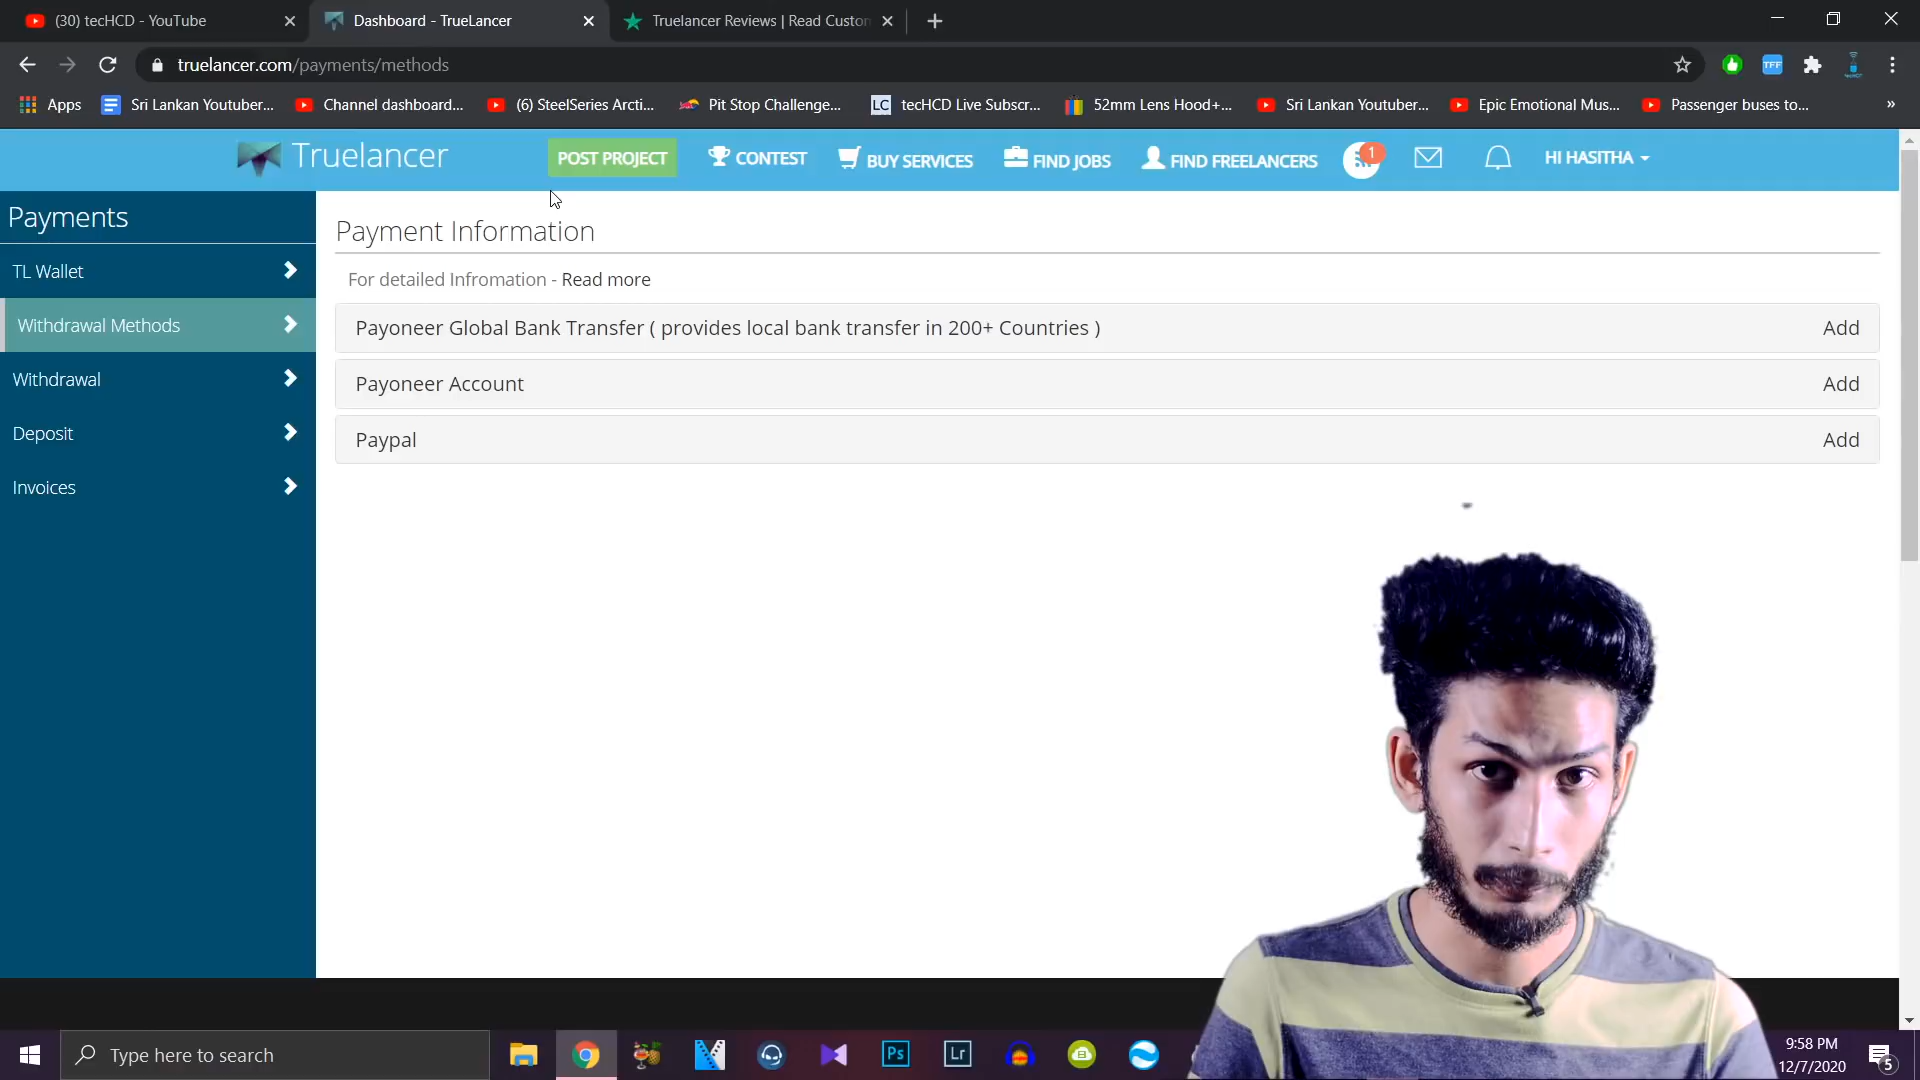 (30) tecHCD - YouTube
Dashboard - TrueLancer
Truelancer Reviews | Read Custon
truelancer.com/payments/methods
TFF
Apps
Sri Lankan Youtuber...
Channel dashboard...
(6) SteelSeries Arcti...
Pit Stop Challenge...
LC
tecHCD Live Subscr...
52mm Lens Hood+...
Sri Lankan Youtuber...
Epic Emotional Mus...
Passenger buses to...
»
Truelancer
POST PROJECT
CONTEST
BUY SERVICES
FIND JOBS
FIND FREELANCERS
1
HI HASITHA
Payments
TL Wallet
Withdrawal Methods
Withdrawal
Deposit
Invoices
Payment Information
For detailed Infromation - Read more
Payoneer Global Bank Transfer ( provides local bank transfer in 200+ Countries )
Add
Payoneer Account
Add
Paypal
Add
Type here to search
Ps
Lr
9:58 PM
12/7/2020
5